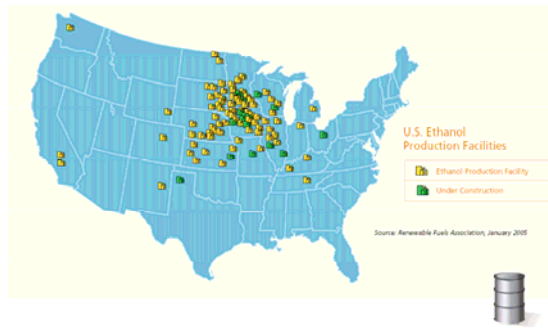 U.S. Ethanol
Production Facilities
Ethanol Production Facility
Under Construction
Source: Renewable Fuels Association, January 2005